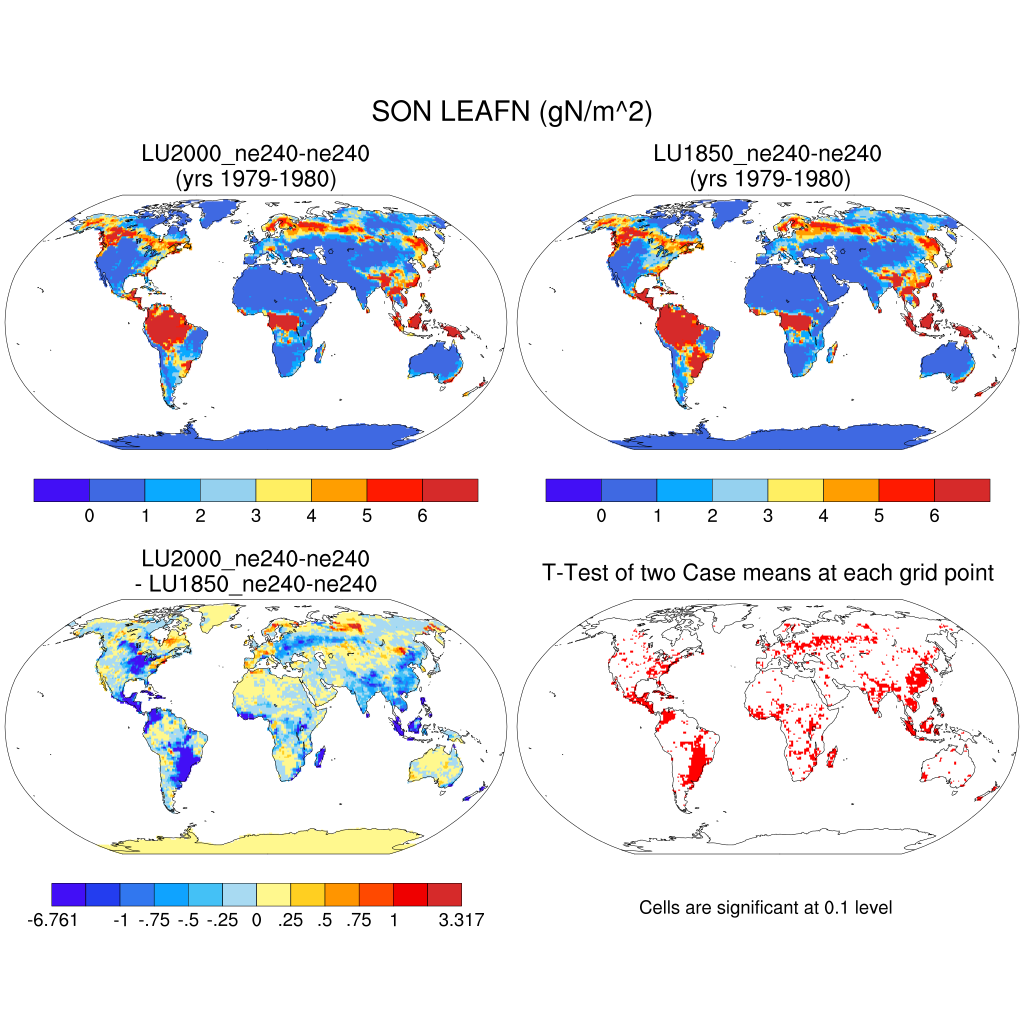 SON LEAFN (gN/m^2)
LU2000_ne240-ne240
(yrs 1979-1980)
LU1850_ne240-ne240
(yrs 1979-1980)
0 1 2 3 4 5 6
0 1 2 3 4 5 6
LU2000_ne240-ne240
- LU1850_ne240-ne240
T-Test of two Case means at each grid point
-6.761 -1 -.75 -.5 -.25 0 .25 .5 .75 1 3.317
Cells are significant at 0.1 level